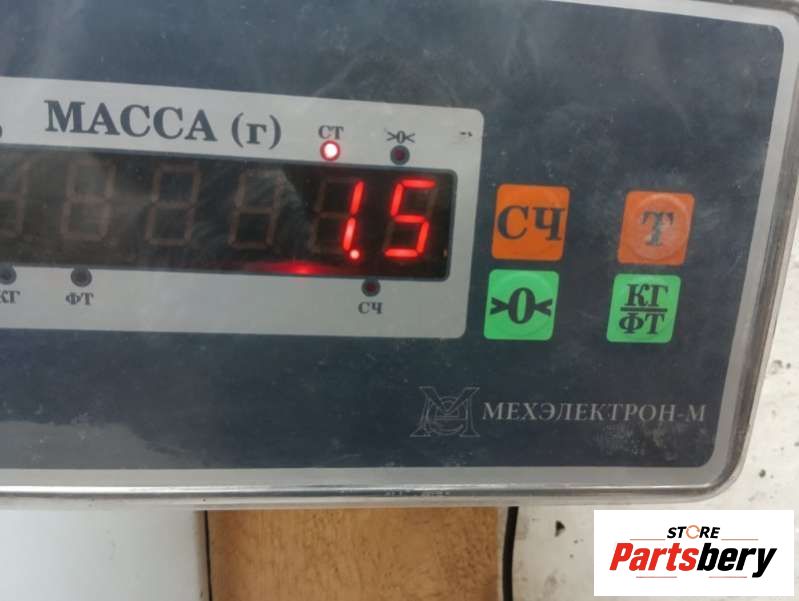 МАССА (г)
СТ
>0<
1.5
КГ
ФТ
СЧ
СЧ
Т
>0<
КГ
ФТ
МЕХЭЛЕКТРОН-М
STORE
Partsbery